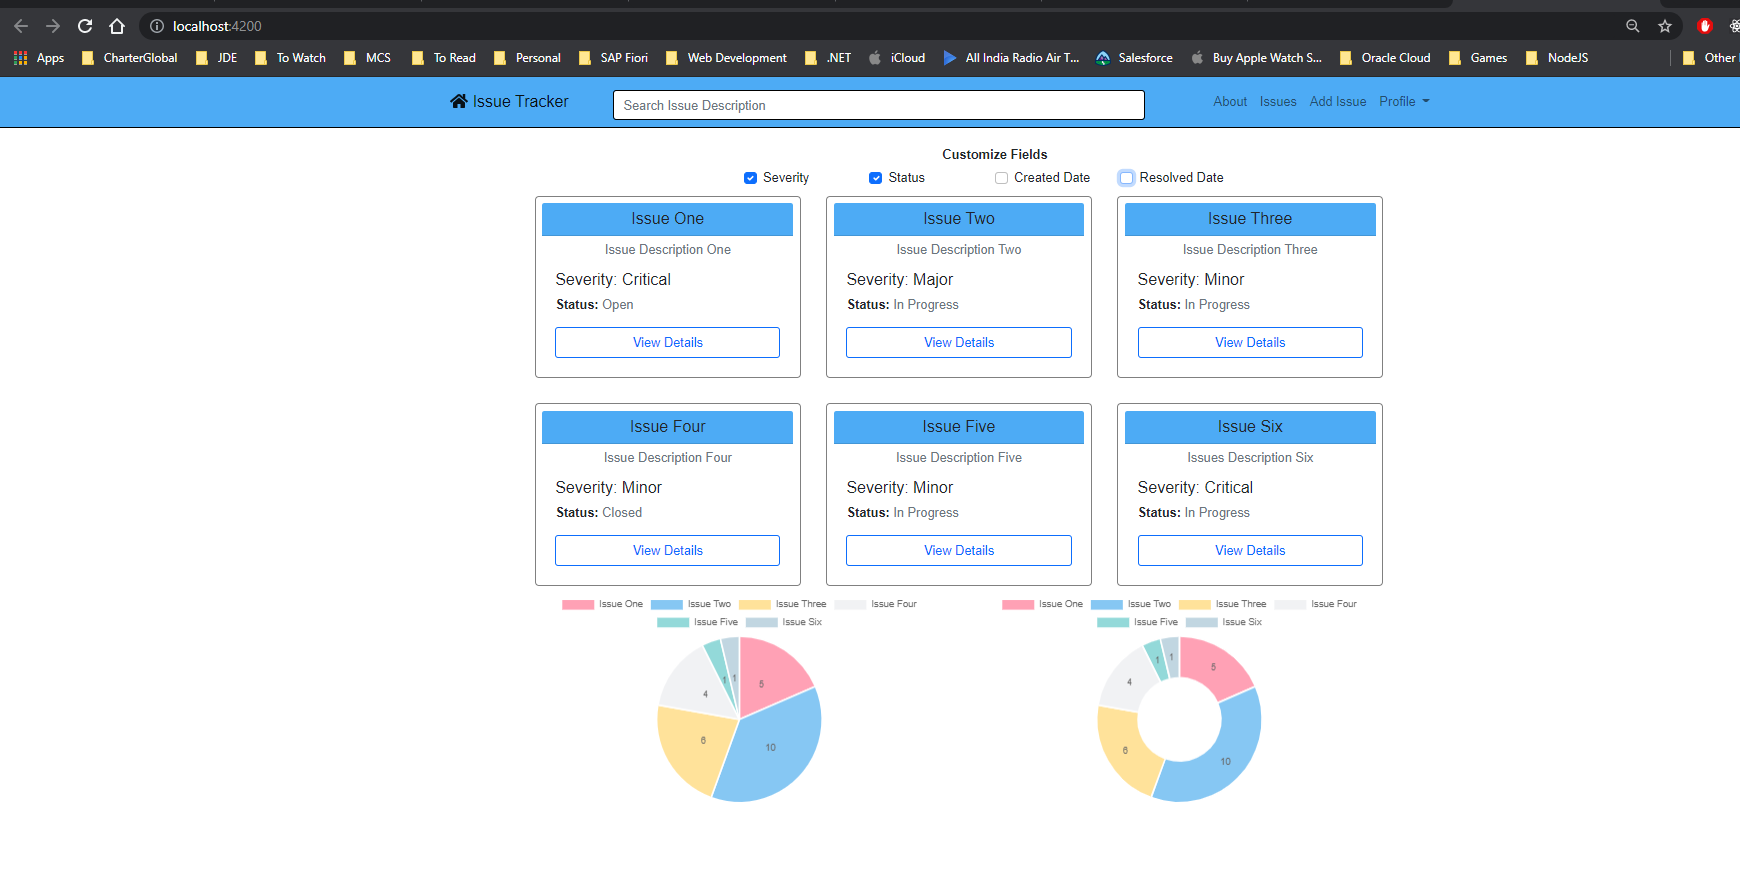 localhost:4200
Apps CharterGlobal JDE To Watch MCS To Read Personal SAP Fiori Web Development .NET iCloud All India Radio Air T... Salesforce Buy Apple Watch S... Oracle Cloud Games NodeJS Other
Issue Tracker Search Issue Description About Issues Add Issue Profile
Customize Fields
Severity Status Created Date Resolved Date
Issue One Issue Two Issue Three
Issue Description One Issue Description Two Issue Description Three
Severity: Critical Severity: Major Severity: Minor
Status: Open Status: In Progress Status: In Progress
View Details View Details View Details
Issue Four Issue Five Issue Six
Issue Description Four Issue Description Five Issues Description Six
Severity: Minor Severity: Minor Severity: Critical
Status: Closed Status: In Progress Status: In Progress
View Details View Details View Details
Issue One Issue Two Issue Three Issue Four Issue One Issue Two Issue Three Issue Four
Issue Five Issue Six Issue Five Issue Six
1 1 5 4 6 10
1 1 5 4 6 10